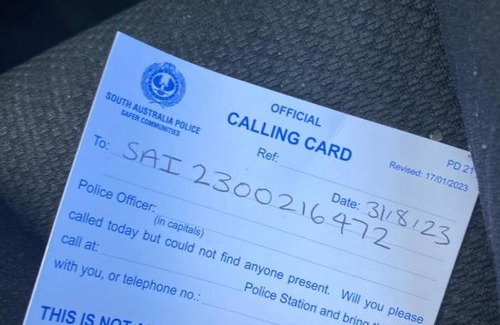 SOUTH AUSTRALIA POLICE
SAFER COMMUNITIES
OFFICIAL
CALLING CARD
PD 21
Revised: 17/01/2023
Ref:
Date: 31/8/23
To: SAI 2300216472
Police Officer:
(in capitals)
called today but could not find anyone present. Will you please
call at: Police Station and bring th
with you, or telephone no.:
THIS IS NOT A